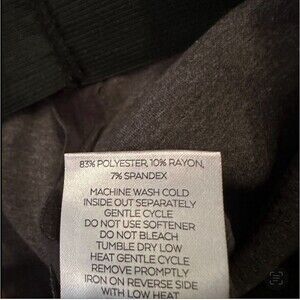 83% POLYESTER, 10% RAYON,
7% SPANDEX
MACHINE WASH COLD
INSIDE OUT SEPARATELY
GENTLE CYCLE
DO NOT USE SOFTENER
DO NOT BLEACH
TUMBLE DRY LOW
HEAT GENTLE CYCLE
REMOVE PROMPTLY
IRON ON REVERSE SIDE
WITH LOW HEAT